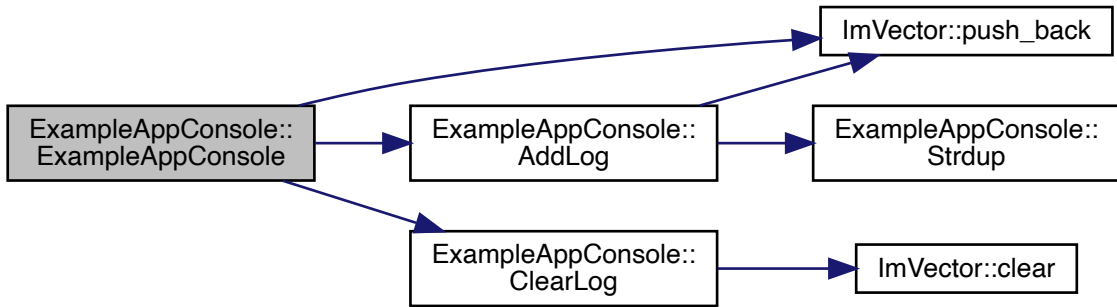 ImVector::push_back
ExampleAppConsole::
ExampleAppConsole
ExampleAppConsole::
AddLog
ExampleAppConsole::
Strdup
ExampleAppConsole::
ClearLog
ImVector::clear